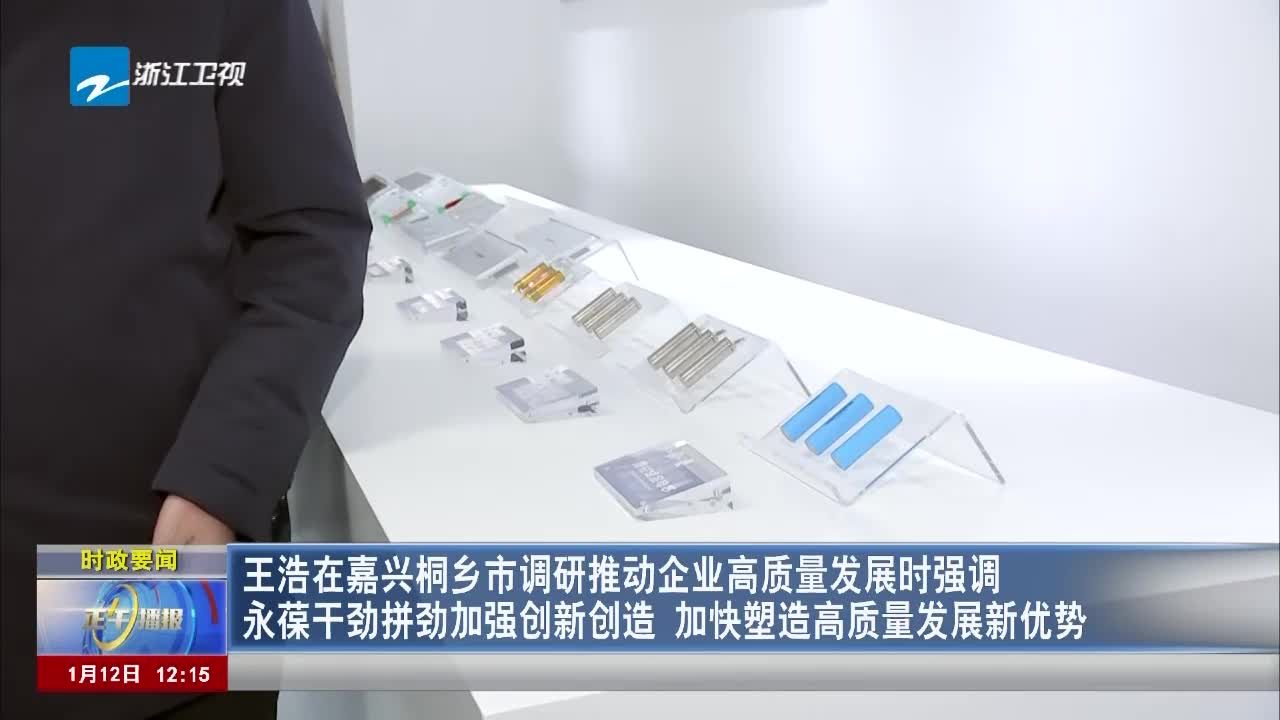 浙江卫视
时政要闻
正午播报
1月12日 12:15
王浩在嘉兴桐乡市调研推动企业高质量发展时强调
永葆干劲拼劲加强创新创造 加快塑造高质量发展新优势